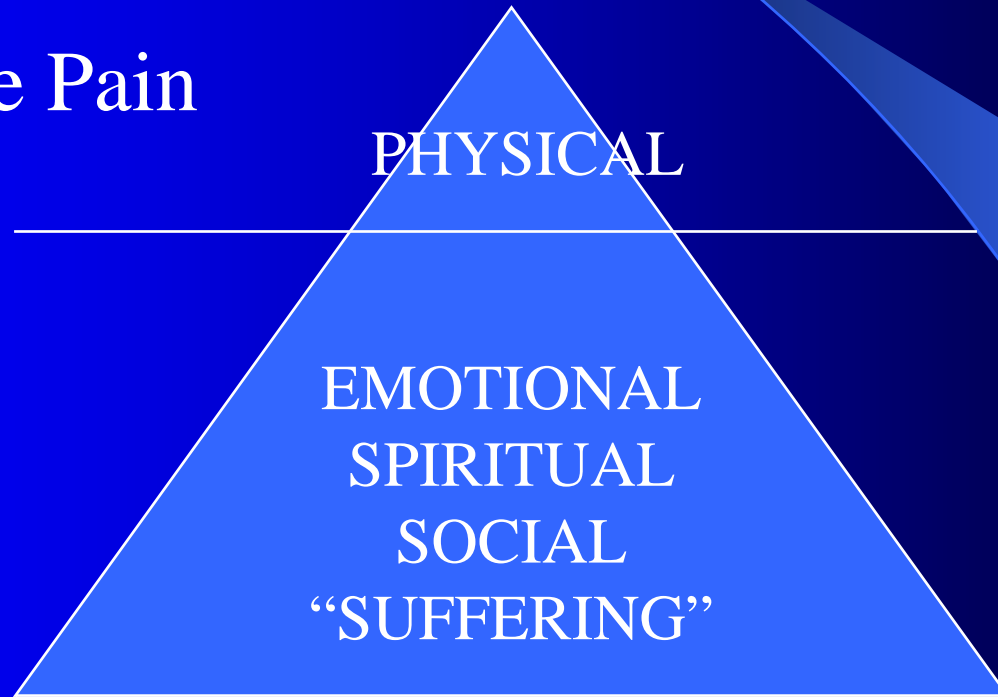 e Pain
PHYSICAL
EMOTIONAL
SPIRITUAL
SOCIAL
“SUFFERING”